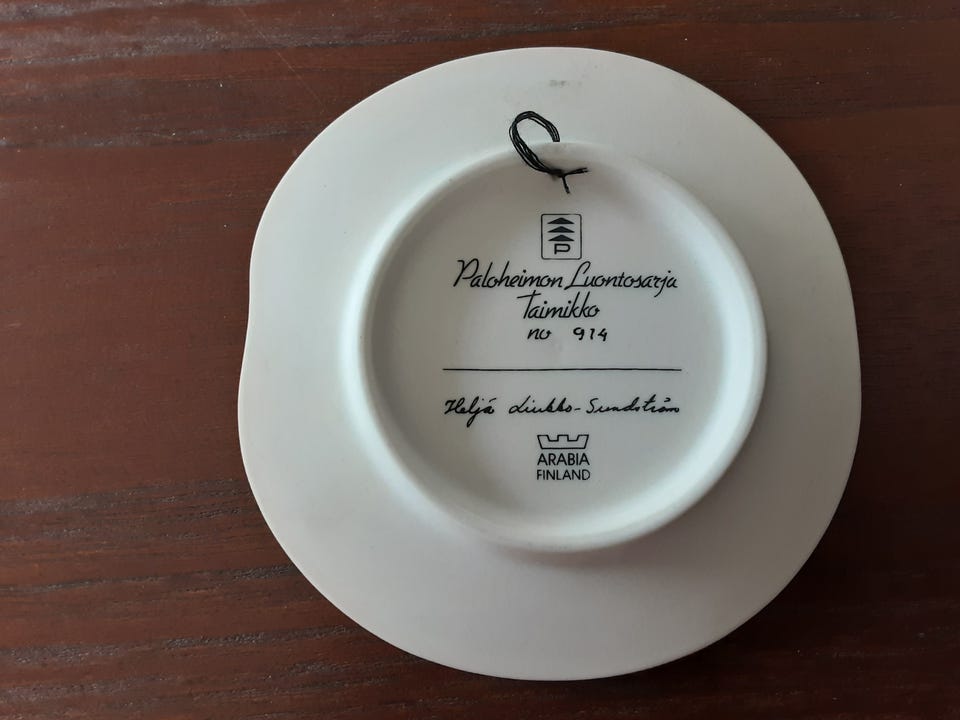 P
Paloheimon Luontosarja
Taimikko
no 914
Heljä Liukko-Sundström
ARABIA
FINLAND